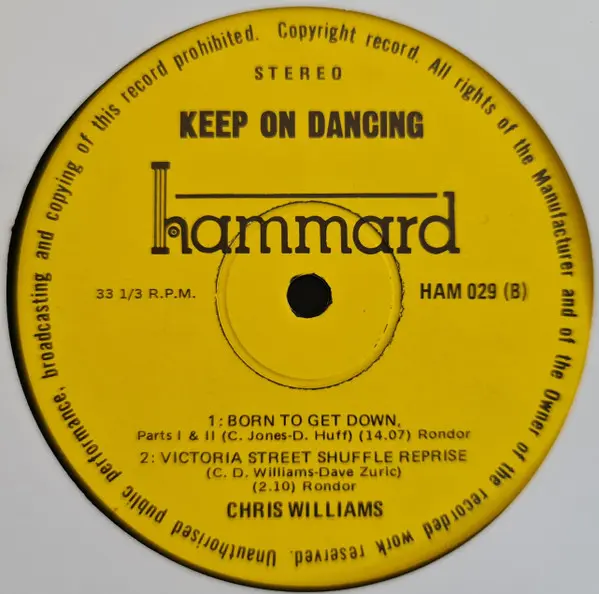 Unauthorised public performance, broadcasting and copying of this record prohibited. Copyright record. All rights of the Manufacturer and of the Owner of the recorded work reserved.
STEREO
KEEP ON DANCING
hammard
33 1/3 R.P.M.
HAM 029 (B)
1: BORN TO GET DOWN,
Parts I & II (C. Jones-D. Huff) (14.07) Rondor
2: VICTORIA STREET SHUFFLE REPRISE
(C. D. Williams-Dave Zuric)
(2.10) Rondor
CHRIS WILLIAMS